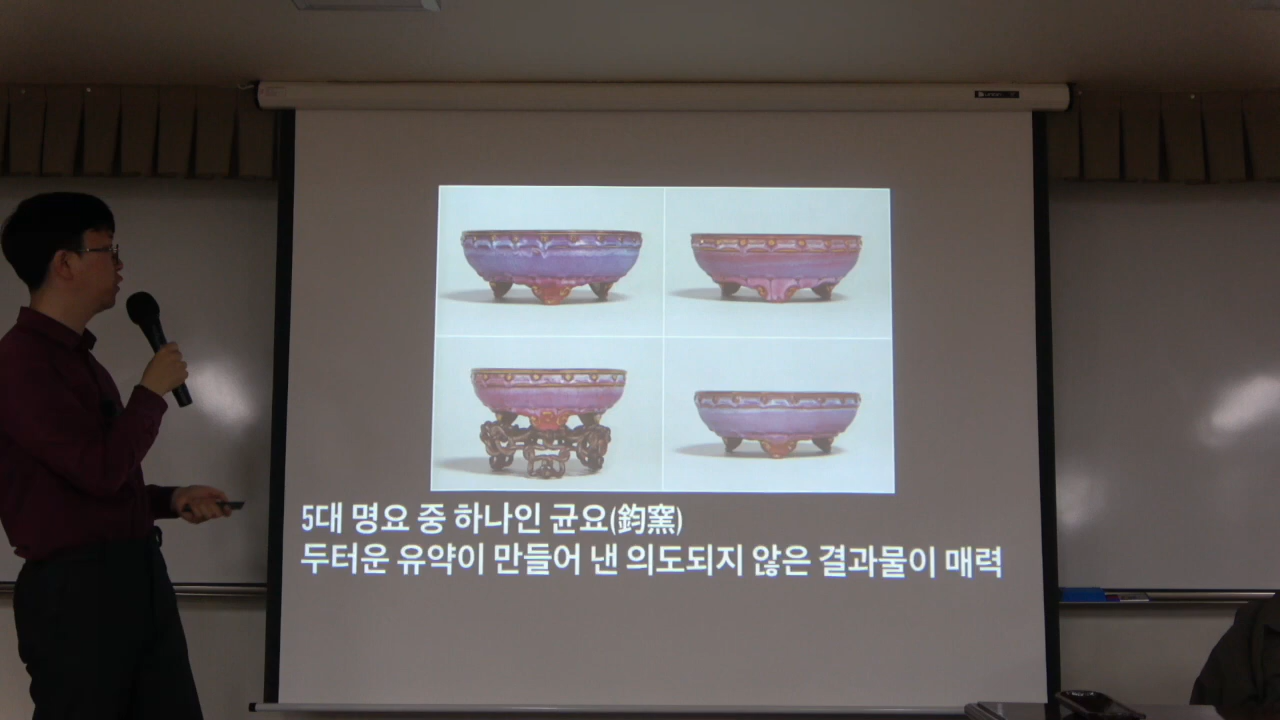 5대 명요 중 하나인 균요(鈞窯)
두터운 유약이 만들어 낸 의도되지 않은 결과물이 매력